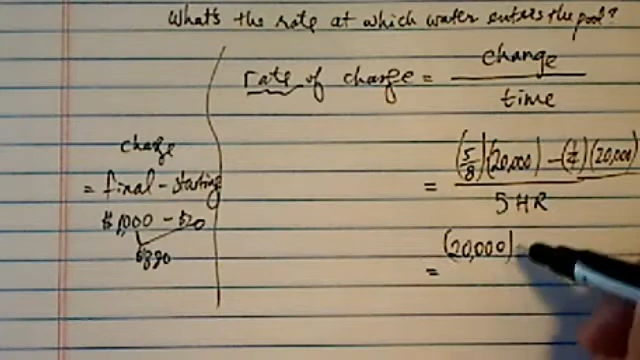 What's the rate at which water enters the pool?
rate of change = change / time
change
= final - starting
$1,000 - $20
$980
= (5/8)(20,000) - (1/4)(20,000) / 5 HR
= (20,000)